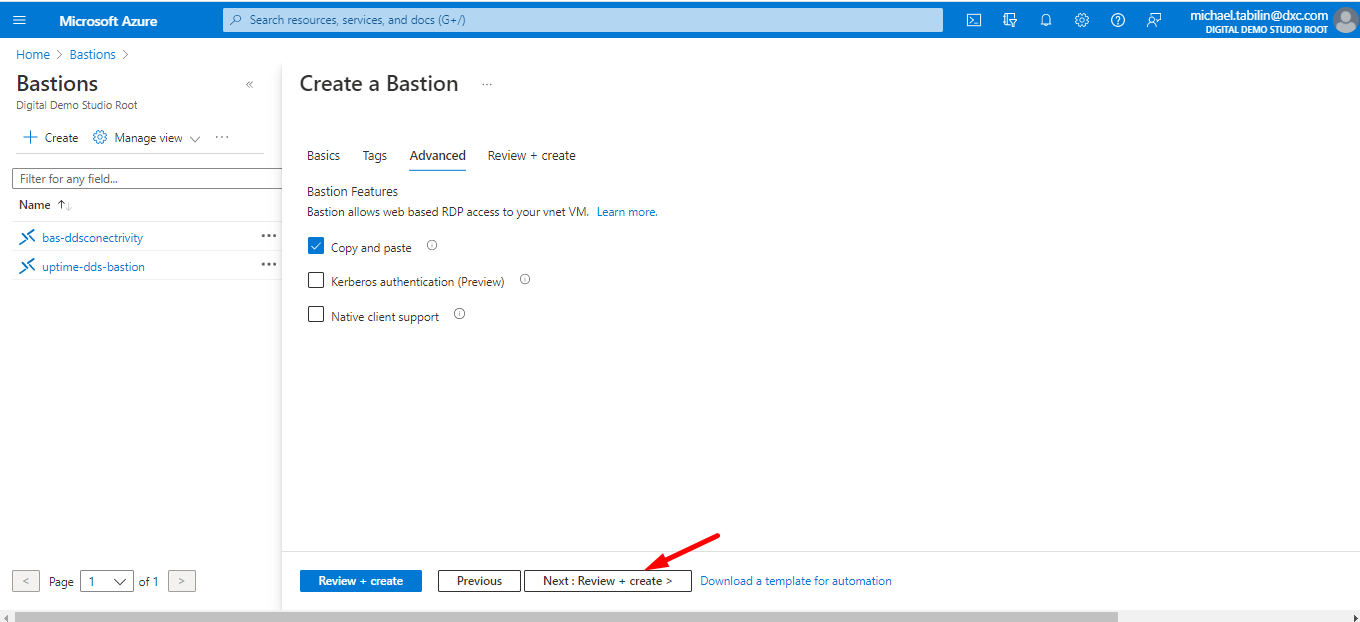 Microsoft Azure
Search resources, services, and docs (G+/)
michael.tabilin@dxc.com
DIGITAL DEMO STUDIO ROOT
Home > Bastions >
Bastions
«
Digital Demo Studio Root
+ Create
Manage view
...
Filter for any field...
Name ↑↓
bas-ddsconectrivity
...
uptime-dds-bastion
...
< Page 1 of 1 >
Create a Bastion
...
Basics Tags Advanced Review + create
Bastion Features
Bastion allows web based RDP access to your vnet VM. Learn more.
Copy and paste
Kerberos authentication (Preview)
Native client support
Review + create
Previous
Next : Review + create >
Download a template for automation